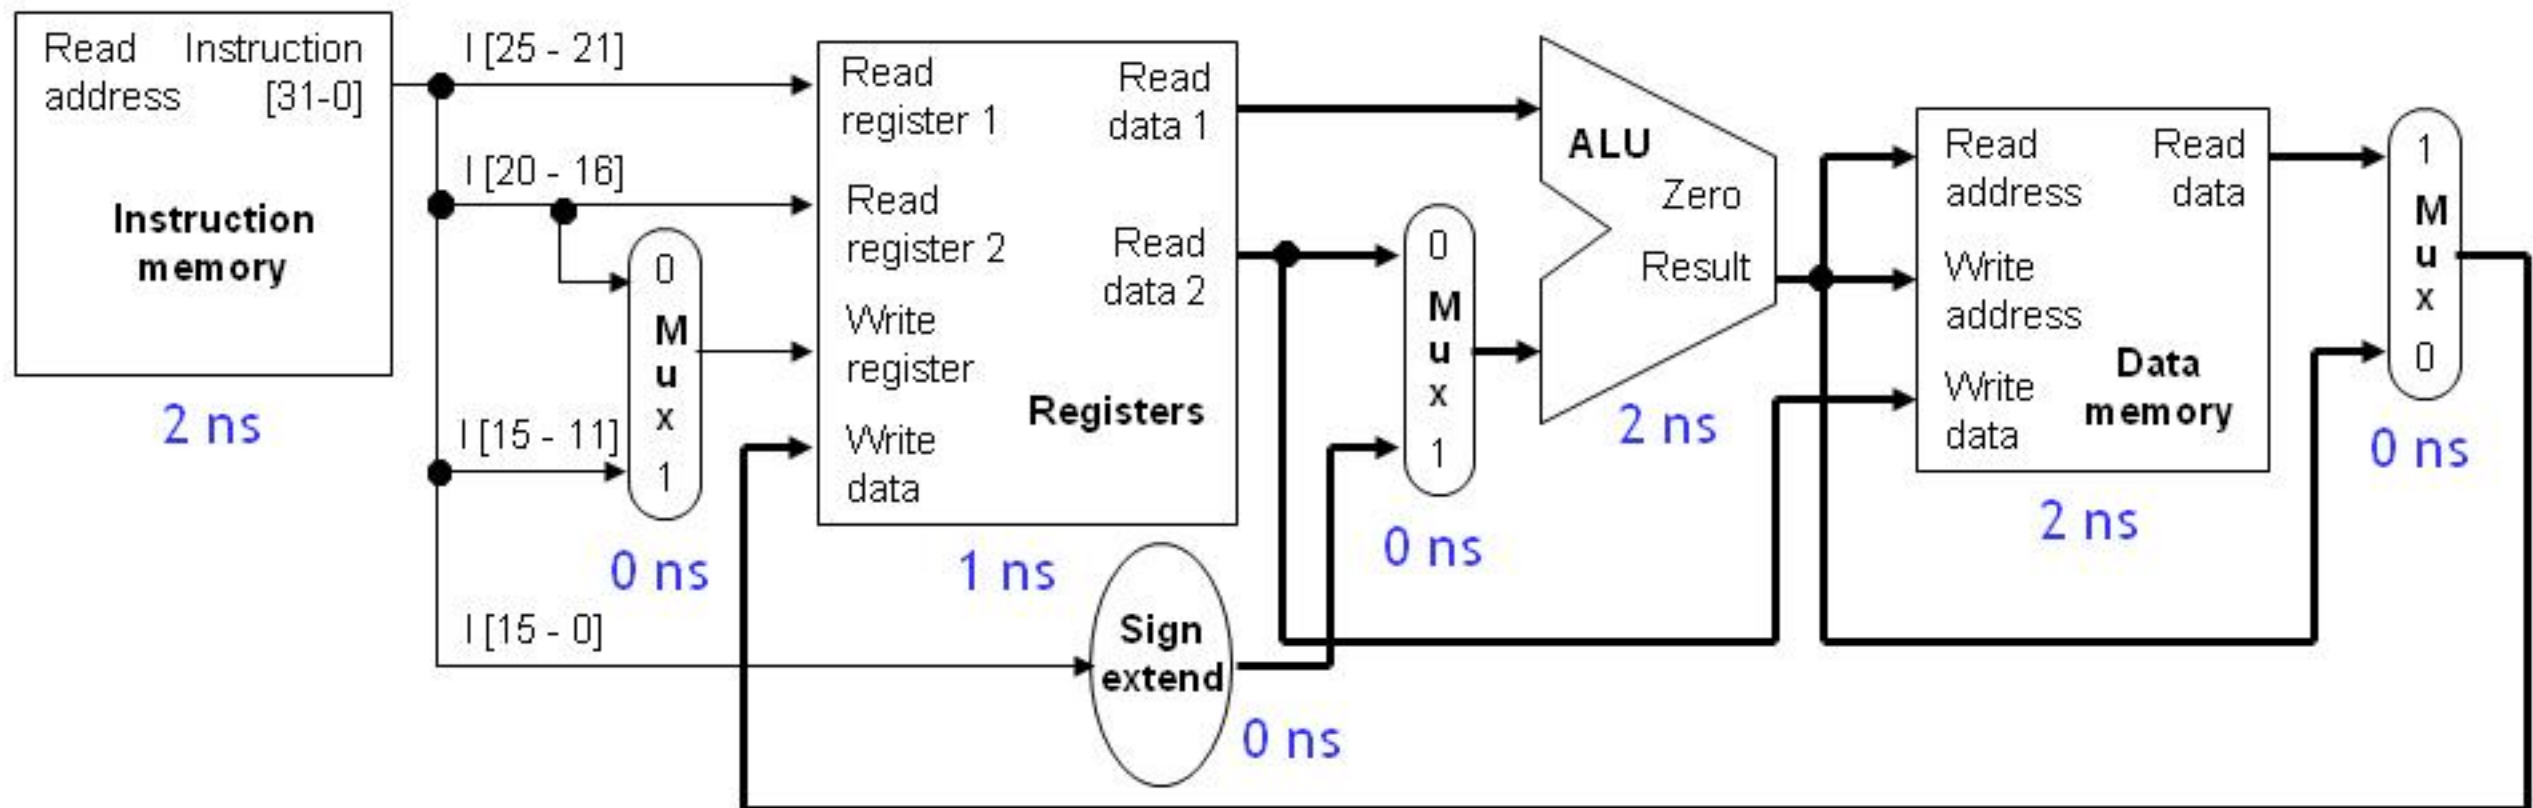 Read Instruction
address [31-0]
Instruction
memory
2 ns
I [25 - 21]
I [20 - 16]
I [15 - 11]
I [15 - 0]
0
M
u
x
1
0 ns
Read
register 1
Read
data 1
Read
register 2
Read
data 2
Write
register
Write
data
Registers
1 ns
Sign
extend
0 ns
0
M
u
x
1
0 ns
ALU
Zero
Result
2 ns
Read
address
Read
data
Write
address
Write
data
Data
memory
2 ns
1
M
u
x
0
0 ns